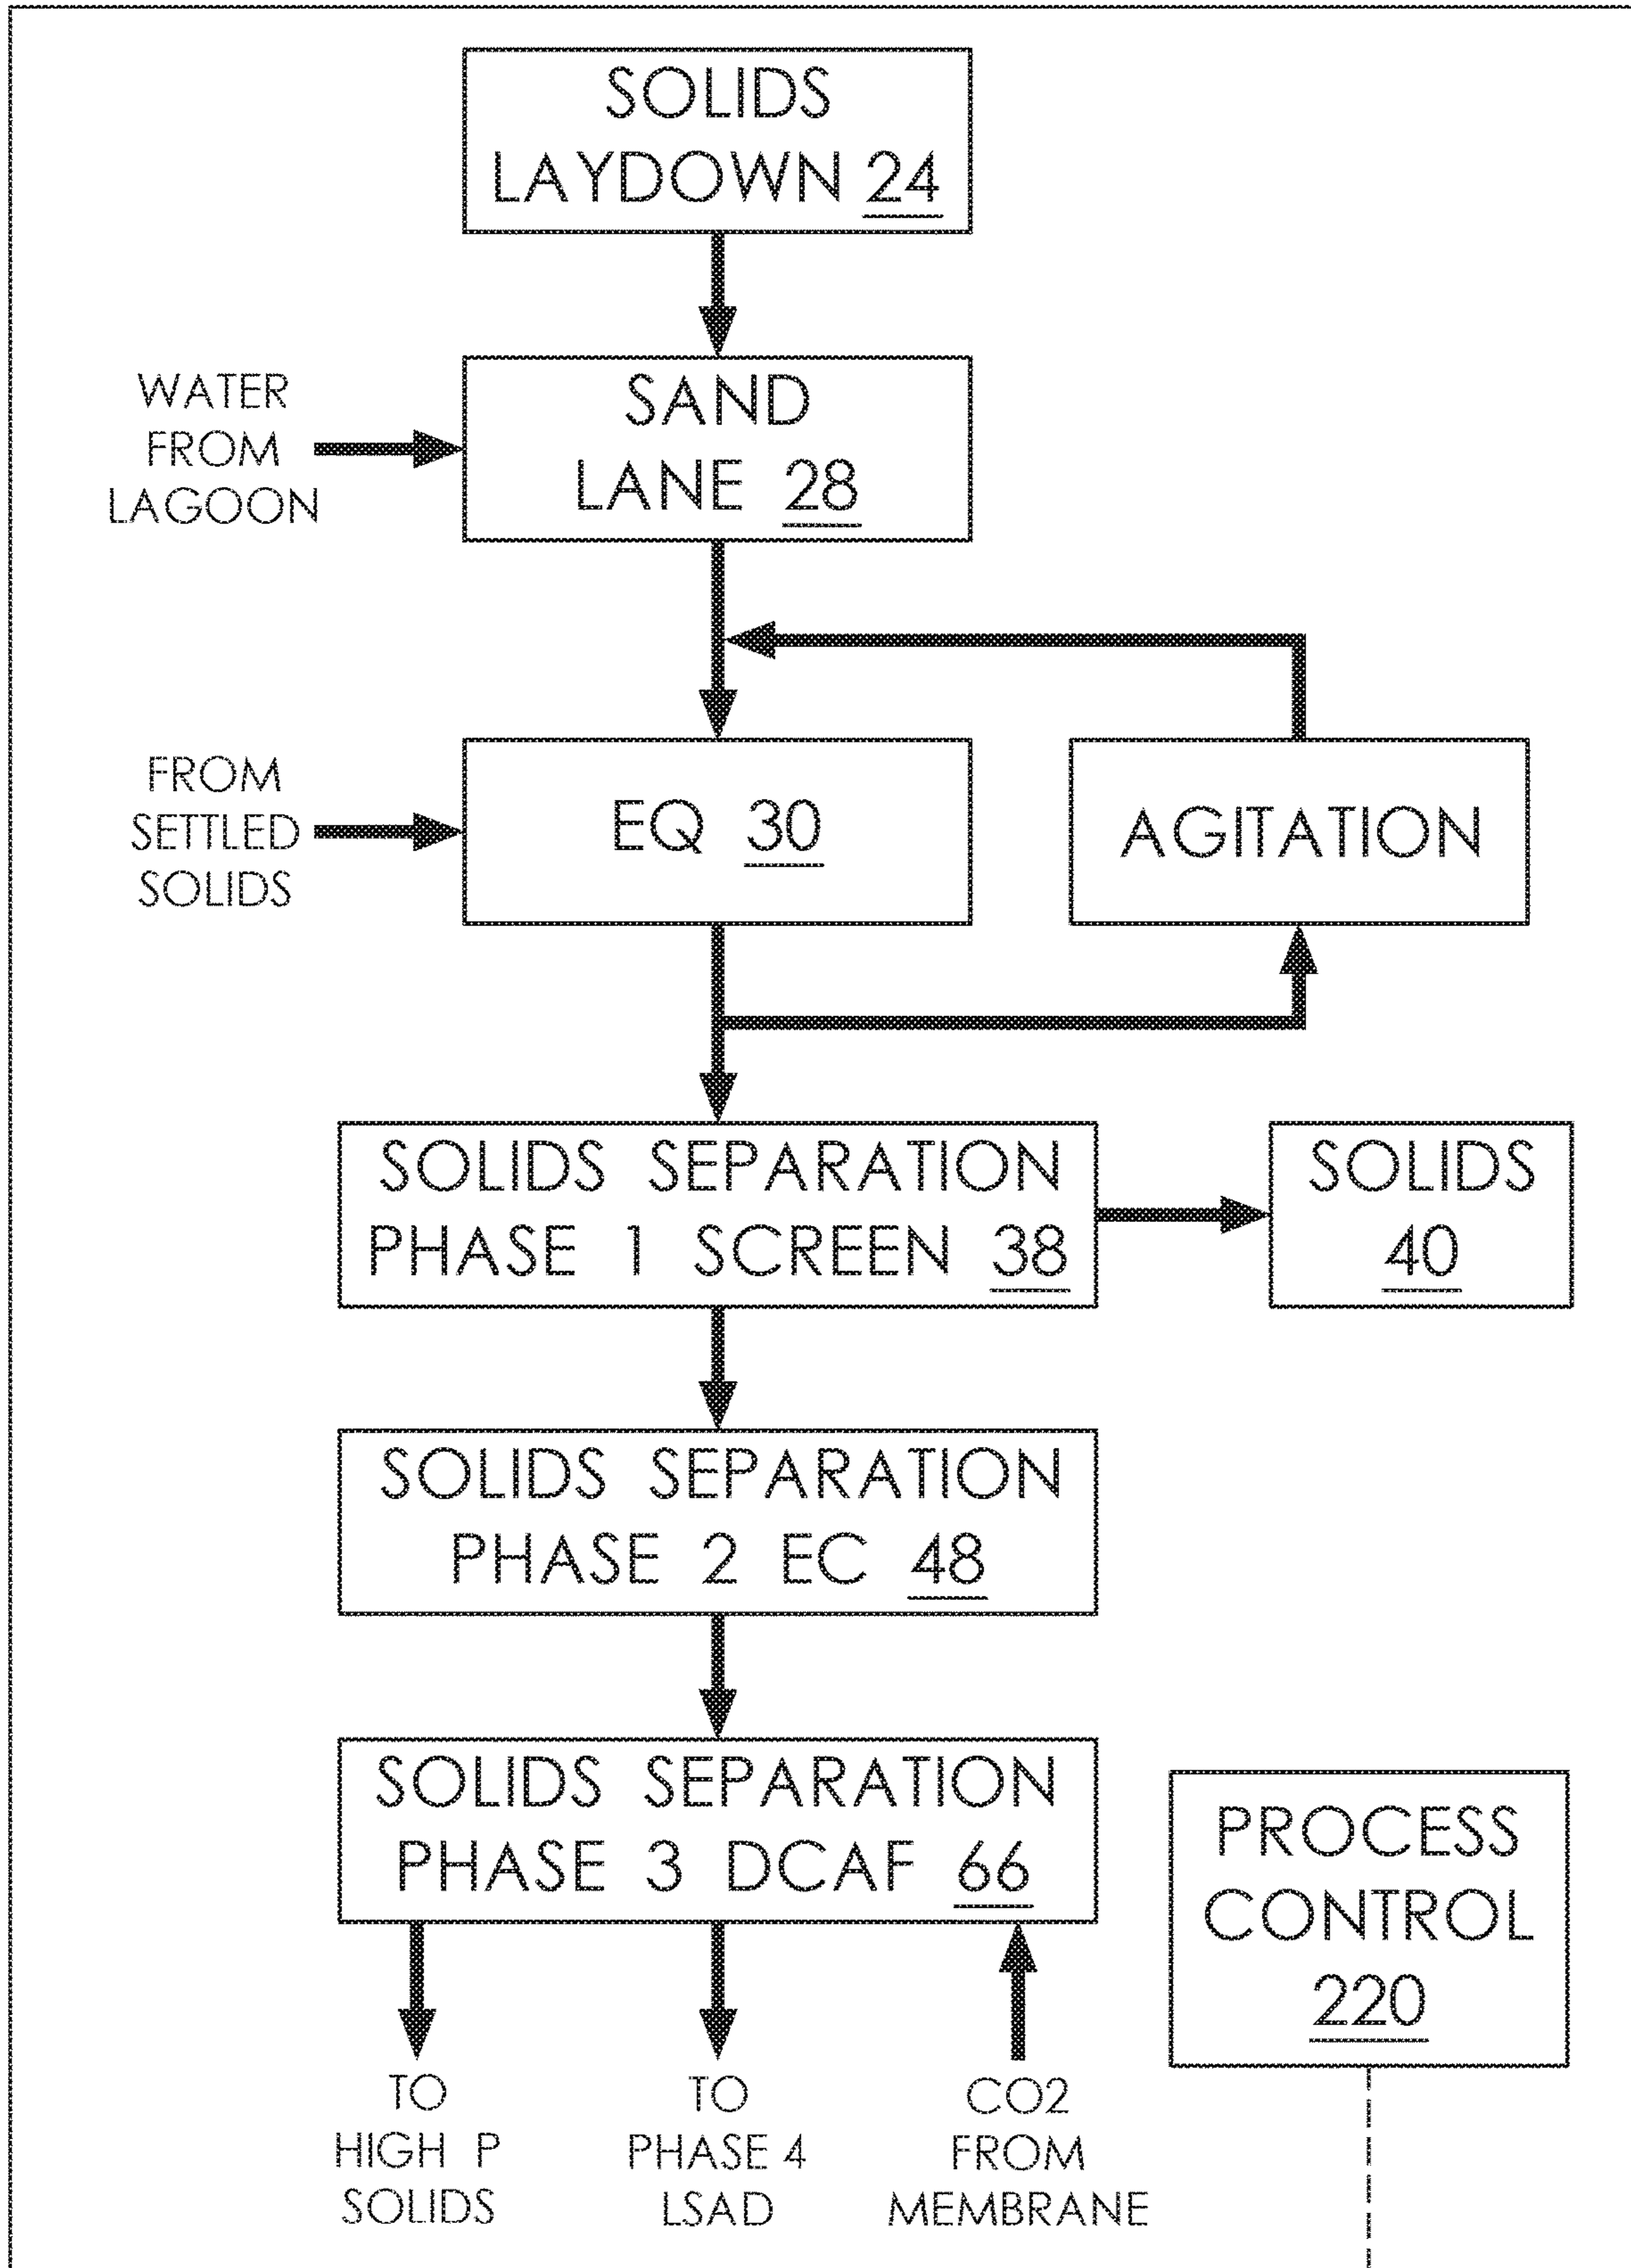 SOLIDS
LAYDOWN 24
WATER
FROM
LAGOON
SAND
LANE 28
FROM
SETTLED
SOLIDS
EQ 30
AGITATION
SOLIDS SEPARATION
PHASE 1 SCREEN 38
SOLIDS
40
SOLIDS SEPARATION
PHASE 2 EC 48
SOLIDS SEPARATION
PHASE 3 DCAF 66
PROCESS
CONTROL
220
TO
HIGH P
SOLIDS
TO
PHASE 4
LSAD
CO2
FROM
MEMBRANE